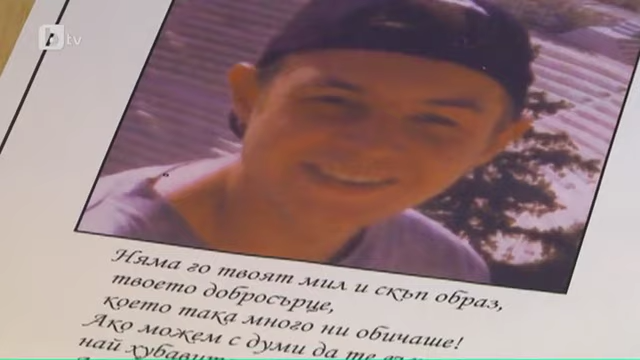 btv
Няма го твоят мил и скъп образ,
твоето добросърце,
което така много ни обичаше!
Ако можем с думи да те
най хубавит